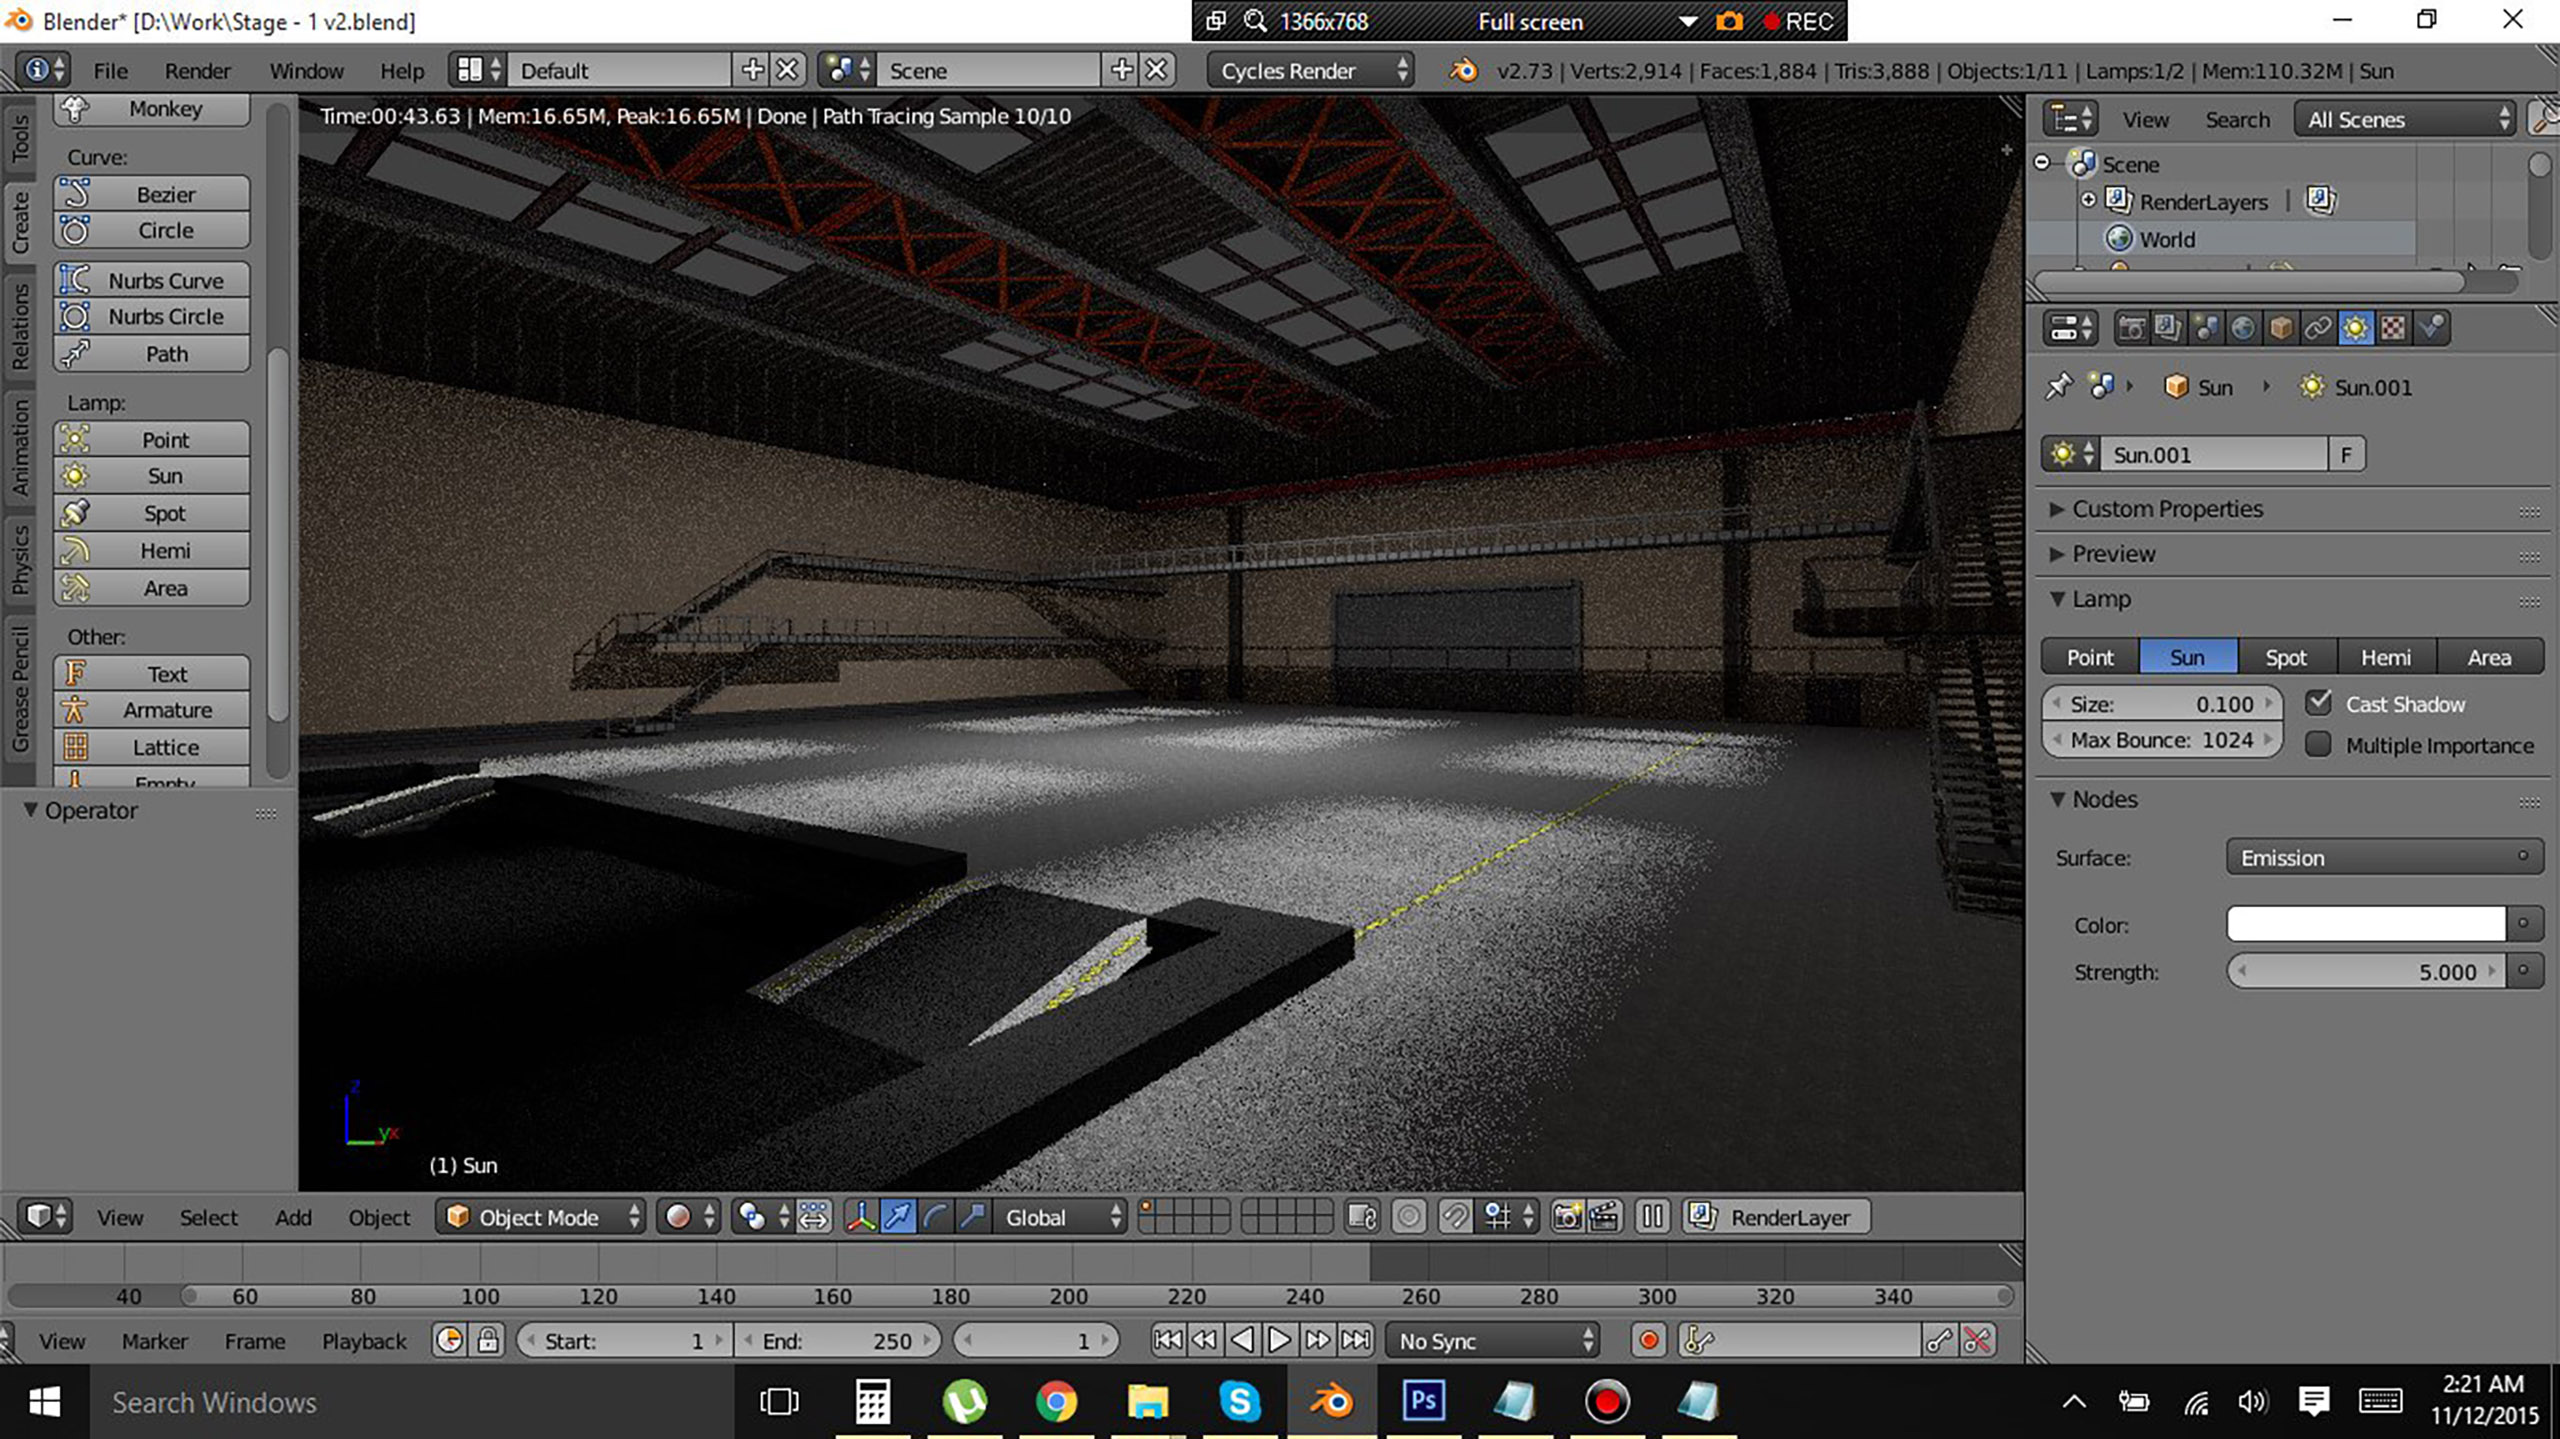 Blender* [D:\Work\Stage - 1 v2.blend]
1366x768 Full screen REC
File Render Window Help Default Scene Cycles Render v2.73 | Verts:2,914 | Faces:1,884 | Tris:3,888 | Objects:1/11 | Lamps:1/2 | Mem:110.32M | Sun
Time:00:43.63 | Mem:16.65M, Peak:16.65M | Done | Path Tracing Sample 10/10
Tools
Create
Relations
Animation
Physics
Grease Pencil
Monkey
Curve:
Bezier
Circle
Nurbs Curve
Nurbs Circle
Path
Lamp:
Point
Sun
Spot
Hemi
Area
Other:
Text
Armature
Lattice
Empty
Operator
z
y x
(1) Sun
View Search All Scenes
Scene
RenderLayers |
World
Sun Sun.001
Sun.001 F
Custom Properties
Preview
Lamp
Point Sun Spot Hemi Area
Size: 0.100 Cast Shadow
Max Bounce: 1024 Multiple Importance
Nodes
Surface: Emission
Color:
Strength: 5.000
View Select Add Object Object Mode Global RenderLayer
40 60 80 100 120 140 160 180 200 220 240 260 280 300 320 340
View Marker Frame Playback Start: 1 End: 250 1 No Sync
Search Windows
Ps
2:21 AM
11/12/2015